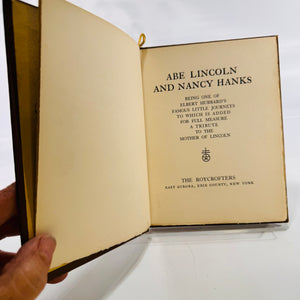 ABE LINCOLN
AND NANCY HANKS
BEING ONE OF
ELBERT HUBBARD'S
FAMOUS LITTLE JOURNEYS
TO WHICH IS ADDED
FOR FULL MEASURE
A TRIBUTE
TO THE
MOTHER OF LINCOLN
THE ROYCROFTERS
EAST AURORA, ERIE COUNTY, NEW YORK